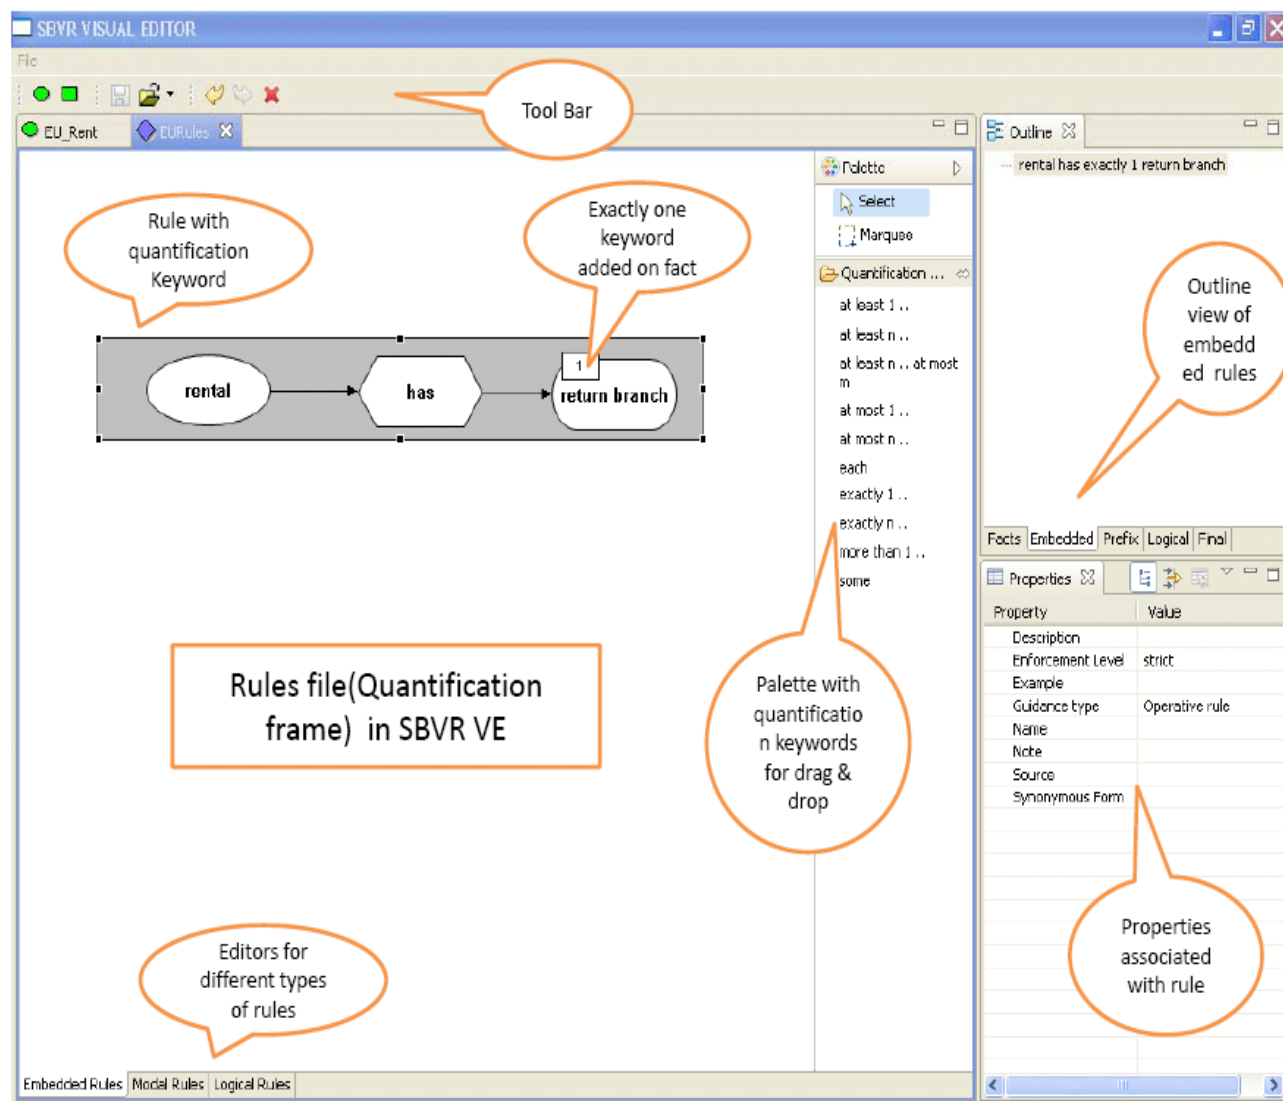 SBVR VISUAL EDITOR
File
Tool Bar
EU_Rent
EURules
Outline
rental has exactly 1 return branch
Palette
Select
Marquee
Quantification ...
at least 1 ..
at least n ..
at least n .. at most
m
at most 1 ..
at most n ..
each
exactly 1 ..
exactly n ..
more than 1 ..
some
Rule with
quantification
Keyword
Exactly one
keyword
added on fact
rental
has
1
return branch
Outline
view of
embedd
ed rules
Facts
Embedded
Prefix
Logical
Final
Properties
Property
Value
Description
Enforcement Level
strict
Example
Guidance type
Operative rule
Name
Note
Source
Synonymous Form
Rules file(Quantification
frame) in SBVR VE
Palette with
quantificatio
n keywords
for drag &
drop
Properties
associated
with rule
Editors for
different types
of rules
Embedded Rules
Modal Rules
Logical Rules